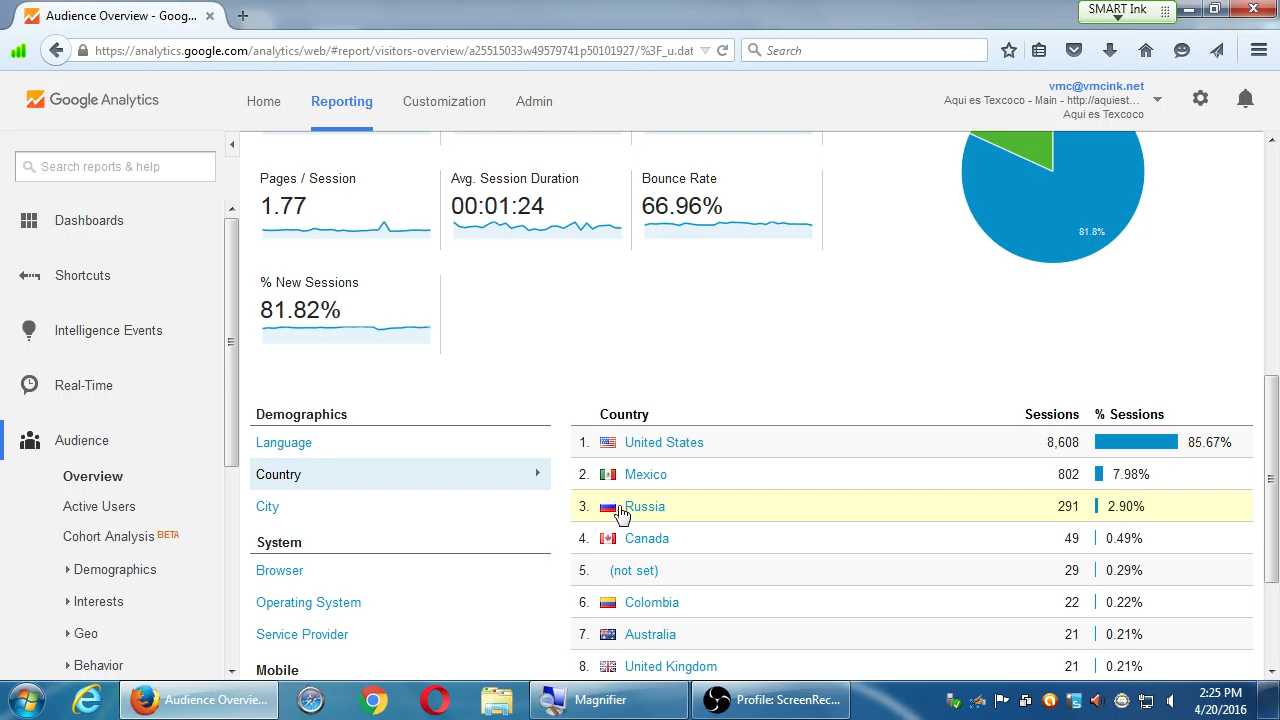 Audience Overview - Goog...
SMART Ink
https://analytics.google.com/analytics/web/#report/visitors-overview/a25515033w49579741p50101927/%3F_u.dat
Search
Google Analytics
Home
Reporting
Customization
Admin
vmc@vmcink.net
Aqui es Texcoco - Main - http://aquiest...
Aqui es Texcoco
Search reports & help
Dashboards
Shortcuts
Intelligence Events
Real-Time
Audience
Overview
Active Users
Cohort Analysis BETA
Demographics
Interests
Geo
Behavior
Pages / Session
1.77
Avg. Session Duration
00:01:24
Bounce Rate
66.96%
% New Sessions
81.82%
81.8%
Demographics
Language
Country
City
System
Browser
Operating System
Service Provider
Mobile
Country Sessions % Sessions
1. United States 8,608 85.67%
2. Mexico 802 7.98%
3. Russia 291 2.90%
4. Canada 49 0.49%
5. (not set) 29 0.29%
6. Colombia 22 0.22%
7. Australia 21 0.21%
8. United Kingdom 21 0.21%
Audience Overvie...
Magnifier
Profile: ScreenRec...
2:25 PM
4/20/2016